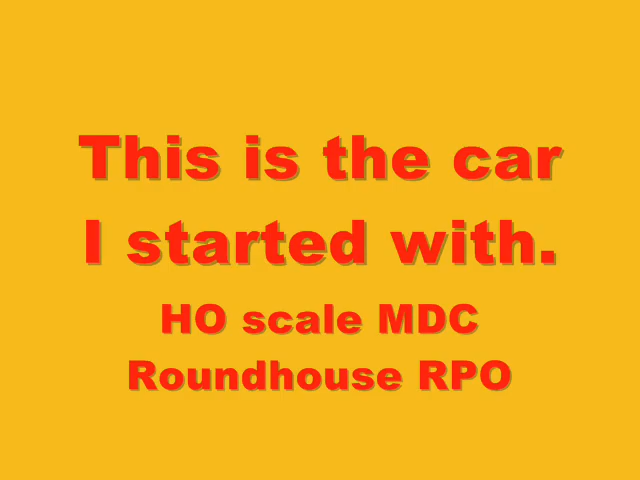 This is the car
I started with.
HO scale MDC
Roundhouse RPO